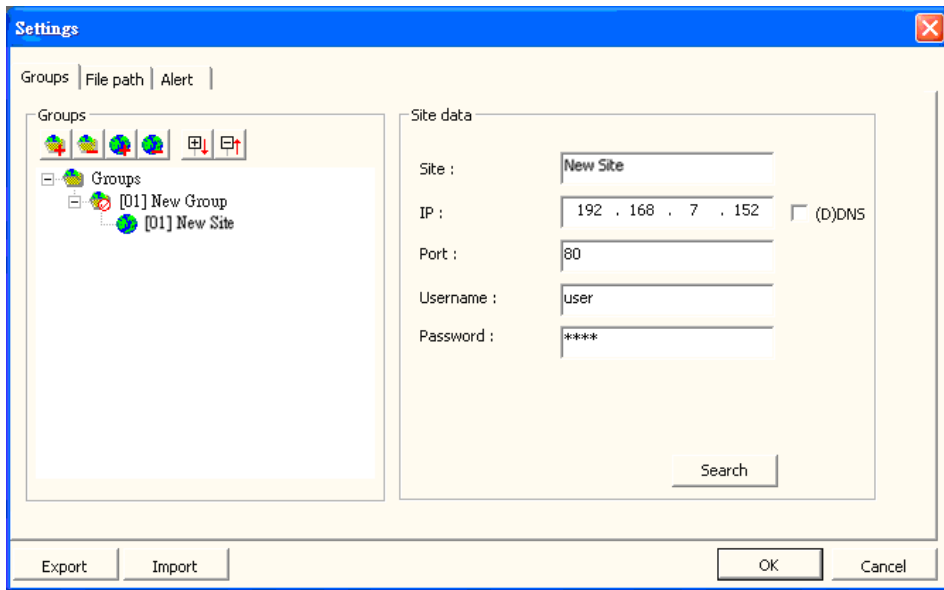 Settings
Groups File path Alert
Groups
Groups
[01] New Group
[01] New Site
Site data
Site : New Site
IP : 192 . 168 . 7 . 152 (D)DNS
Port : 80
Username : user
Password : ****
Search
Export Import OK Cancel